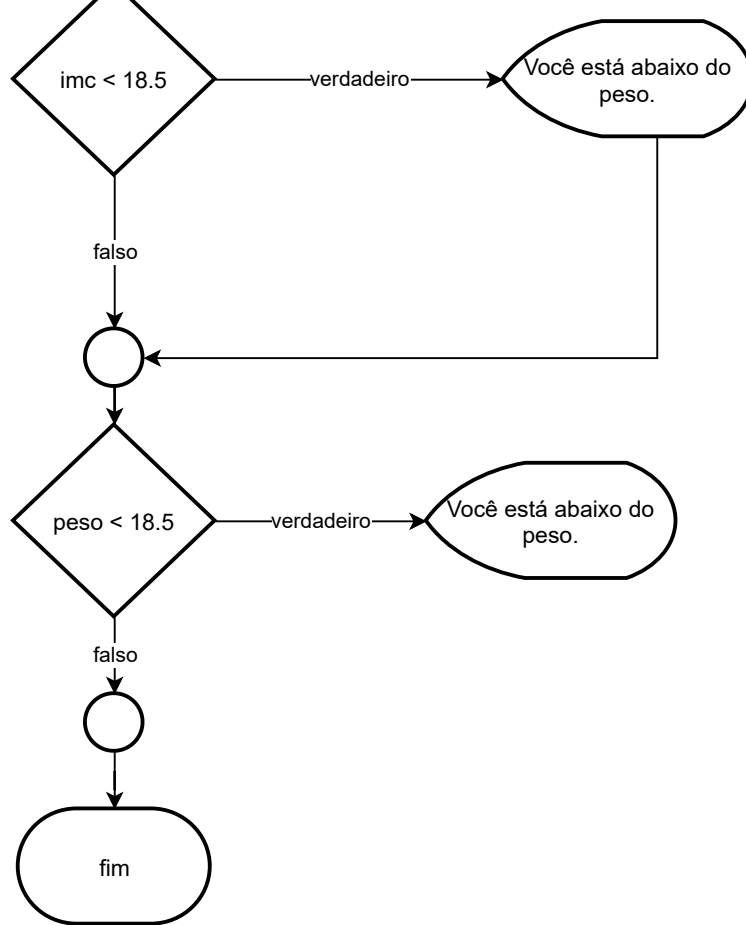 imc < 18.5
verdadeiro
Você está abaixo do
peso.
falso
peso < 18.5
verdadeiro
Você está abaixo do
peso.
falso
fim